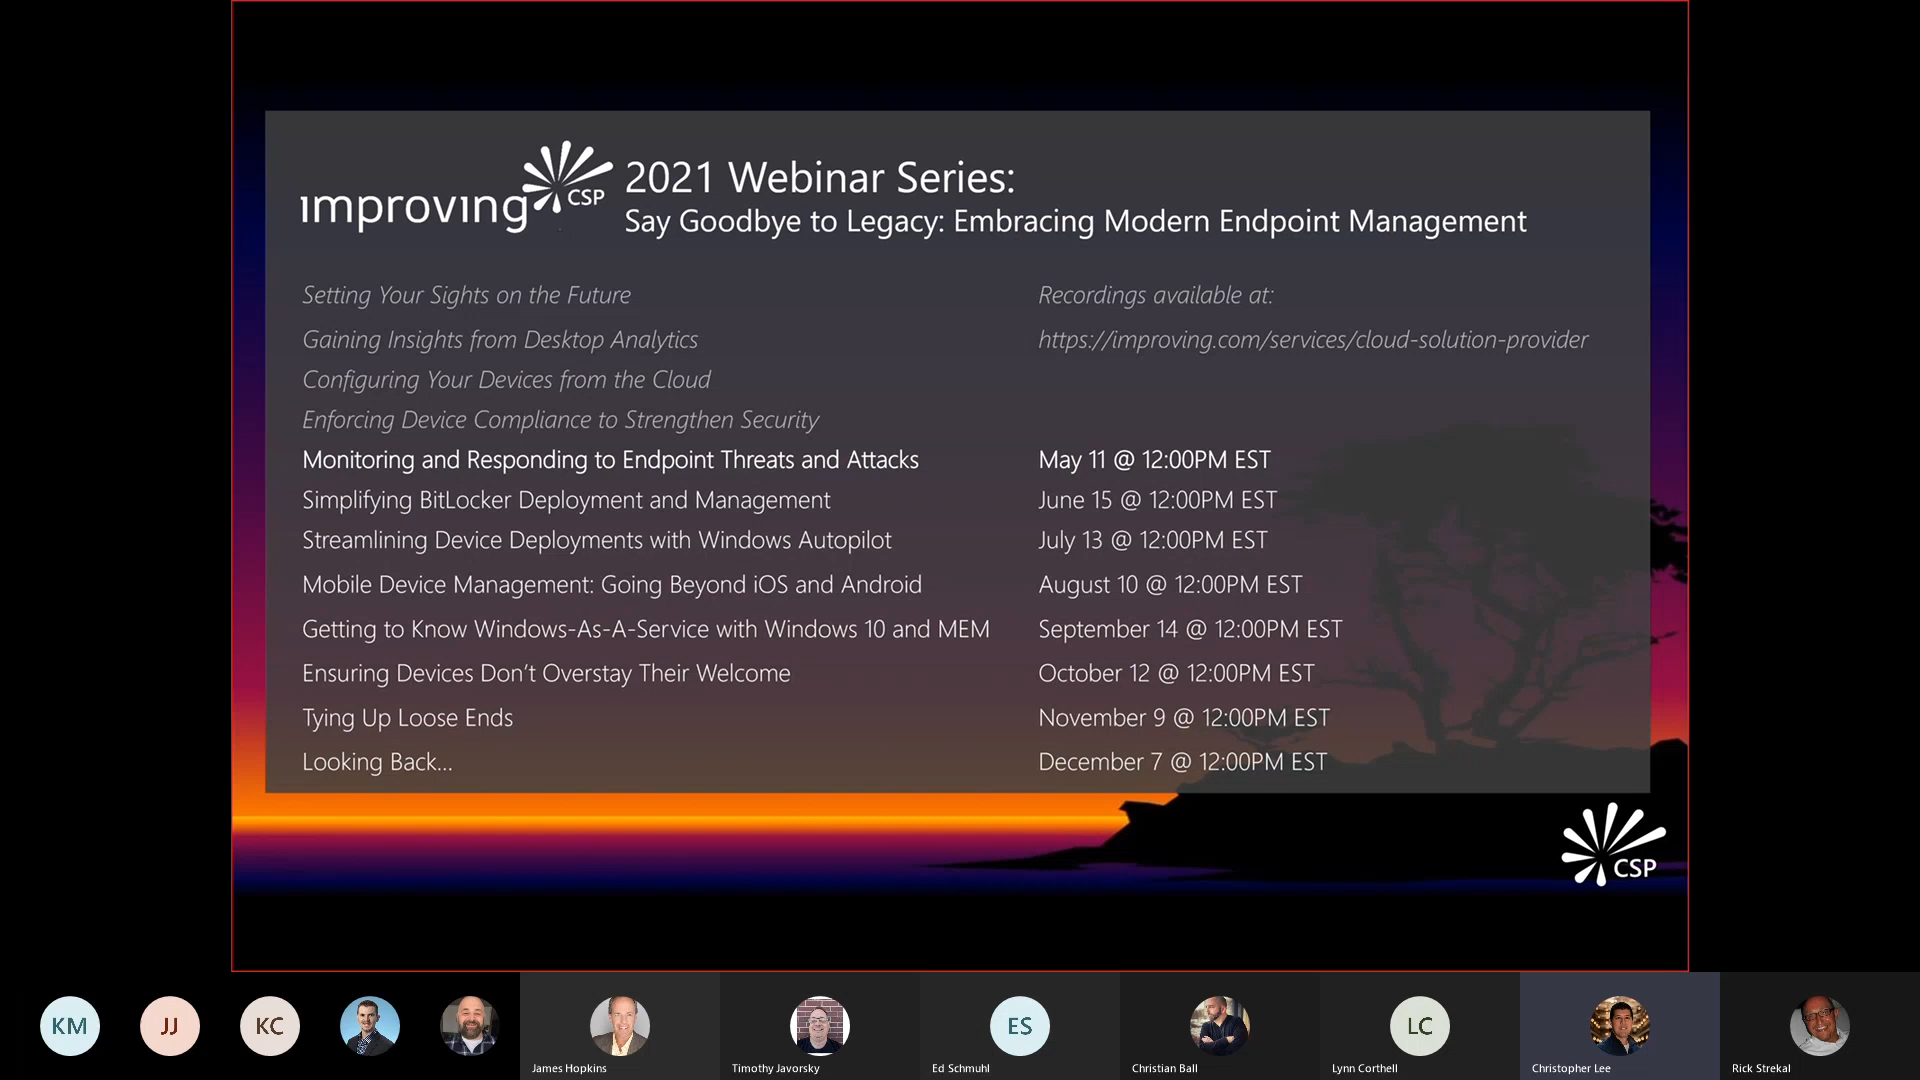 improving CSP
2021 Webinar Series:
Say Goodbye to Legacy: Embracing Modern Endpoint Management
Setting Your Sights on the Future
Recordings available at:
Gaining Insights from Desktop Analytics
https://improving.com/services/cloud-solution-provider
Configuring Your Devices from the Cloud
Enforcing Device Compliance to Strengthen Security
Monitoring and Responding to Endpoint Threats and Attacks
May 11 @ 12:00PM EST
Simplifying BitLocker Deployment and Management
June 15 @ 12:00PM EST
Streamlining Device Deployments with Windows Autopilot
July 13 @ 12:00PM EST
Mobile Device Management: Going Beyond iOS and Android
August 10 @ 12:00PM EST
Getting to Know Windows-As-A-Service with Windows 10 and MEM
September 14 @ 12:00PM EST
Ensuring Devices Don’t Overstay Their Welcome
October 12 @ 12:00PM EST
Tying Up Loose Ends
November 9 @ 12:00PM EST
Looking Back...
December 7 @ 12:00PM EST
CSP
KM
JJ
KC
ES
LC
James Hopkins
Timothy Javorsky
Ed Schmuhl
Christian Ball
Lynn Corthell
Christopher Lee
Rick Strekal